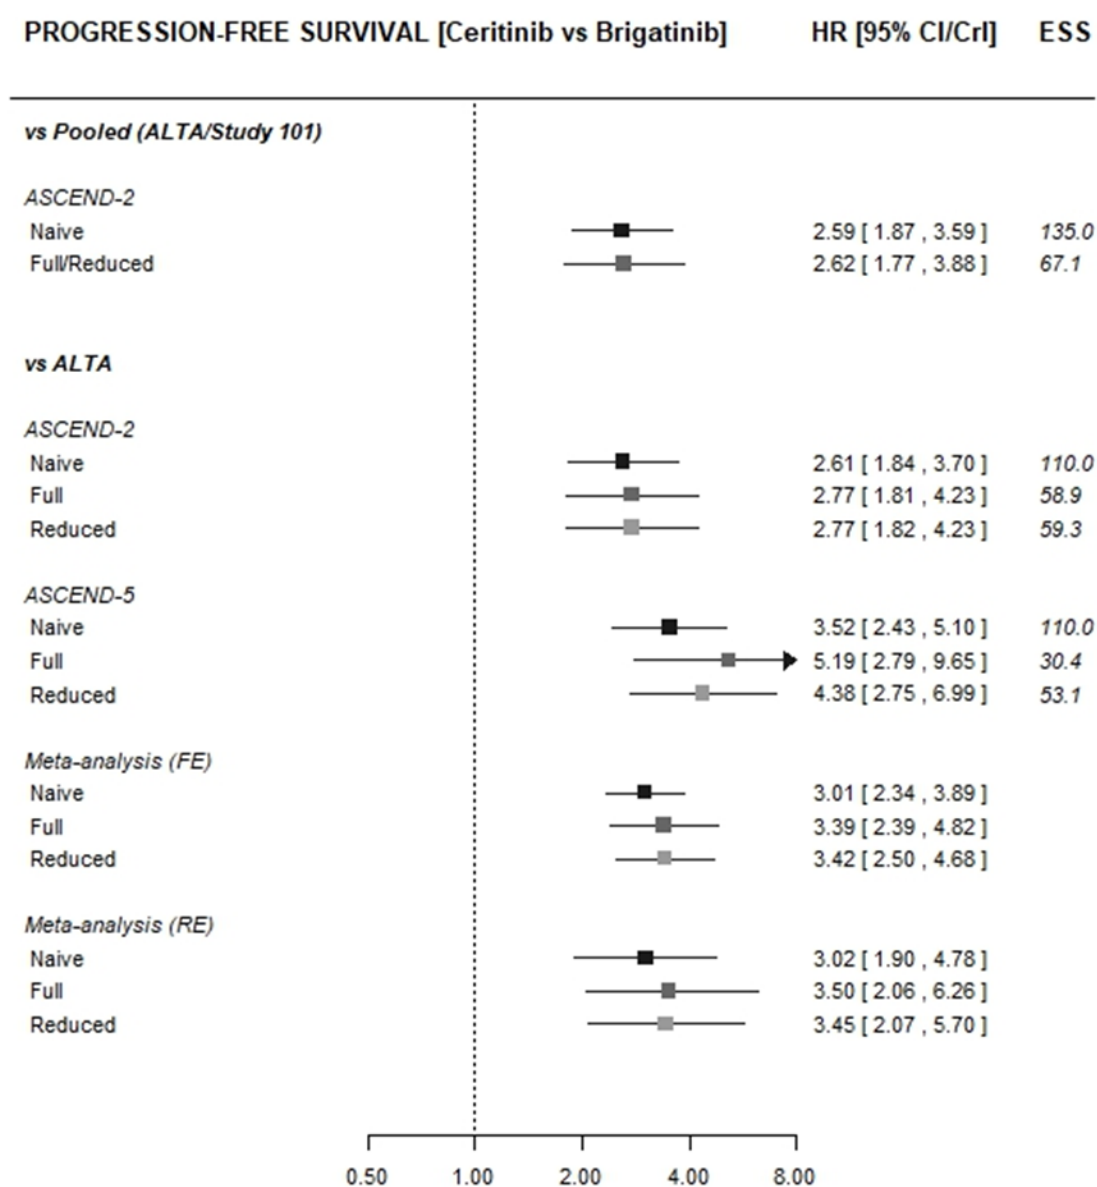 PROGRESSION-FREE SURVIVAL [Ceritinib vs Brigatinib] HR [95% CI/CrI] ESS
vs Pooled (ALTA/Study 101)
ASCEND-2
Naive 2.59 [ 1.87 , 3.59 ] 135.0
Full/Reduced 2.62 [ 1.77 , 3.88 ] 67.1
vs ALTA
ASCEND-2
Naive 2.61 [ 1.84 , 3.70 ] 110.0
Full 2.77 [ 1.81 , 4.23 ] 58.9
Reduced 2.77 [ 1.82 , 4.23 ] 59.3
ASCEND-5
Naive 3.52 [ 2.43 , 5.10 ] 110.0
Full 5.19 [ 2.79 , 9.65 ] 30.4
Reduced 4.38 [ 2.75 , 6.99 ] 53.1
Meta-analysis (FE)
Naive 3.01 [ 2.34 , 3.89 ]
Full 3.39 [ 2.39 , 4.82 ]
Reduced 3.42 [ 2.50 , 4.68 ]
Meta-analysis (RE)
Naive 3.02 [ 1.90 , 4.78 ]
Full 3.50 [ 2.06 , 6.26 ]
Reduced 3.45 [ 2.07 , 5.70 ]
0.50 1.00 2.00 4.00 8.00